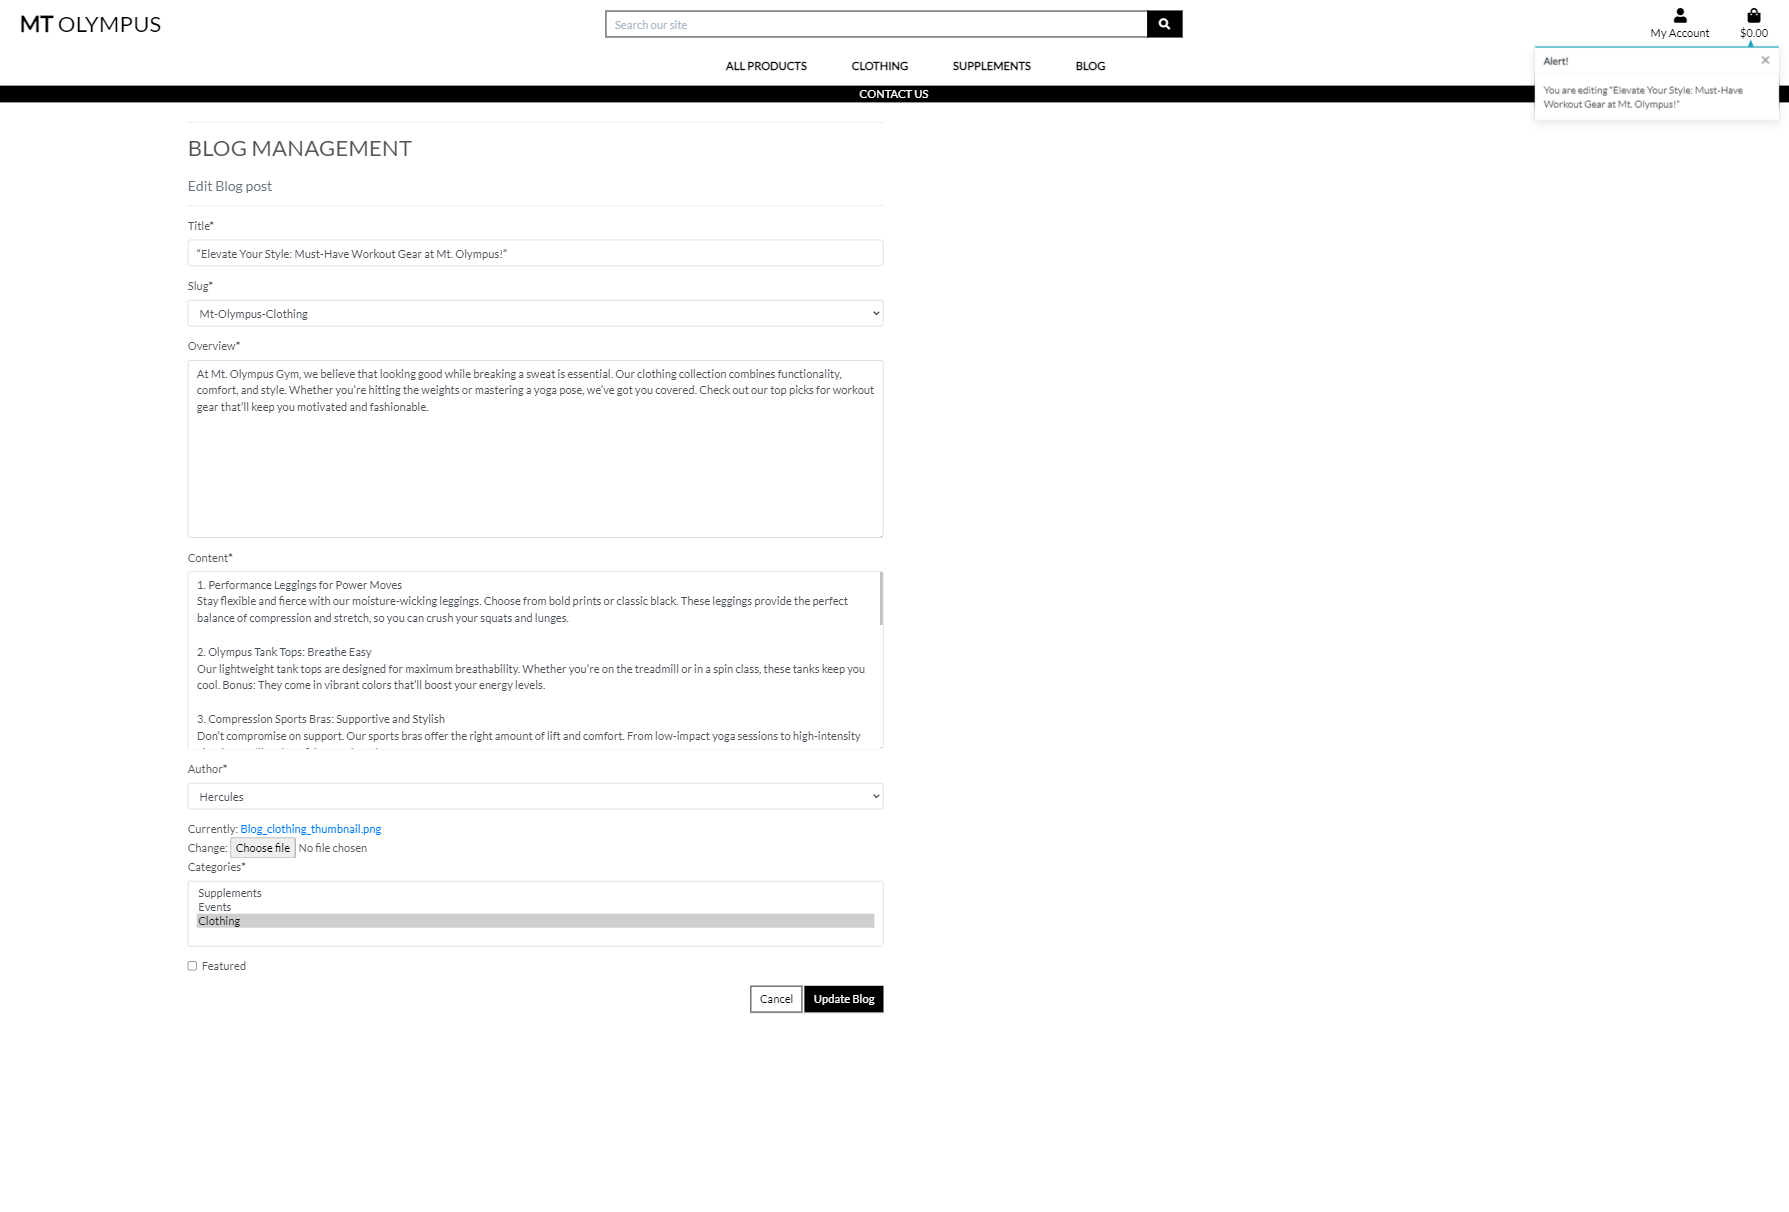 MT OLYMPUS
Search our site
My Account
$0.00
ALL PRODUCTS CLOTHING SUPPLEMENTS BLOG
CONTACT US
Alert!
×
You are editing "Elevate Your Style: Must-Have
Workout Gear at Mt. Olympus!"
BLOG MANAGEMENT
Edit Blog post
Title*
"Elevate Your Style: Must-Have Workout Gear at Mt. Olympus!"
Slug*
Mt-Olympus-Clothing
Overview*
At Mt. Olympus Gym, we believe that looking good while breaking a sweat is essential. Our clothing collection combines functionality,
comfort, and style. Whether you're hitting the weights or mastering a yoga pose, we've got you covered. Check out our top picks for workout
gear that'll keep you motivated and fashionable.
Content*
1. Performance Leggings for Power Moves
Stay flexible and fierce with our moisture-wicking leggings. Choose from bold prints or classic black. These leggings provide the perfect
balance of compression and stretch, so you can crush your squats and lunges.
2. Olympus Tank Tops: Breathe Easy
Our lightweight tank tops are designed for maximum breathability. Whether you're on the treadmill or in a spin class, these tanks keep you
cool. Bonus: They come in vibrant colors that'll boost your energy levels.
3. Compression Sports Bras: Supportive and Stylish
Don't compromise on support. Our sports bras offer the right amount of lift and comfort. From low-impact yoga sessions to high-intensity
Author*
Hercules
Currently: Blog_clothing_thumbnail.png
Change: Choose file No file chosen
Categories*
Supplements
Events
Clothing
Featured
Cancel Update Blog